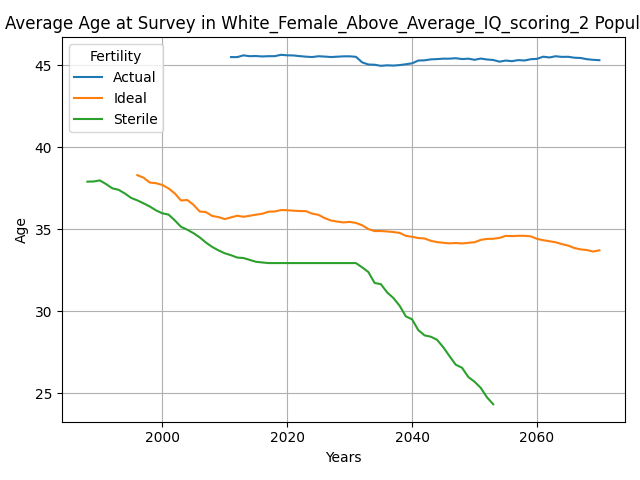 Average Age at Survey in White_Female_Above_Average_IQ_scoring_2 Popul
Fertility
Actual
Ideal
Sterile
45
40
35
30
25
Age
2000 2020 2040 2060
Years